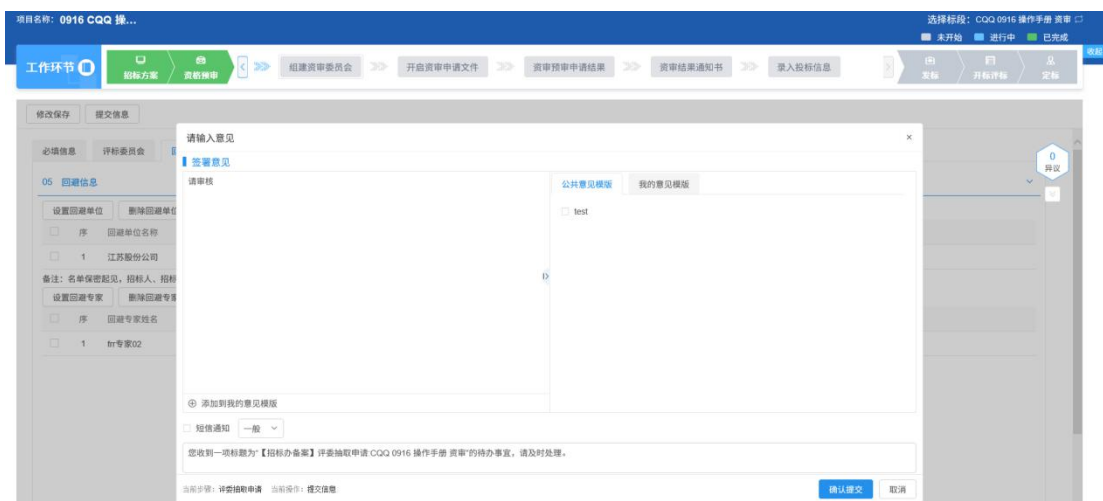 项目名称: 0916 CQQ 操...
选择标段: CQQ 0916 操作手册 资审
未开始 进行中 已完成
收起
工作环节
招标方案
资格预审
组建资审委员会
开启资审申请文件
资审预审申请结果
资审结果通知书
录入投标信息
发标
开标评标
定标
修改保存 提交信息
请输入意见 ×
必填信息 评标委员会
签署意见
0
异议
05 回避信息
请审核
公共意见模版 我的意见模版
设置回避单位 删除回避单位
test
序 回避单位名称
1 江苏股份公司
备注: 名单保密起见, 招标人、招标
设置回避专家 删除回避专家
序 回避专家姓名
1 frr专家02
添加到我的意见模版
短信通知 一般
您收到一项标题为“【招标办备案】评委抽取申请 CQQ 0916 操作手册 资审”的待办事宜，请及时处理。
当前步骤: 评委抽取申请 当前操作: 提交信息
确认提交 取消